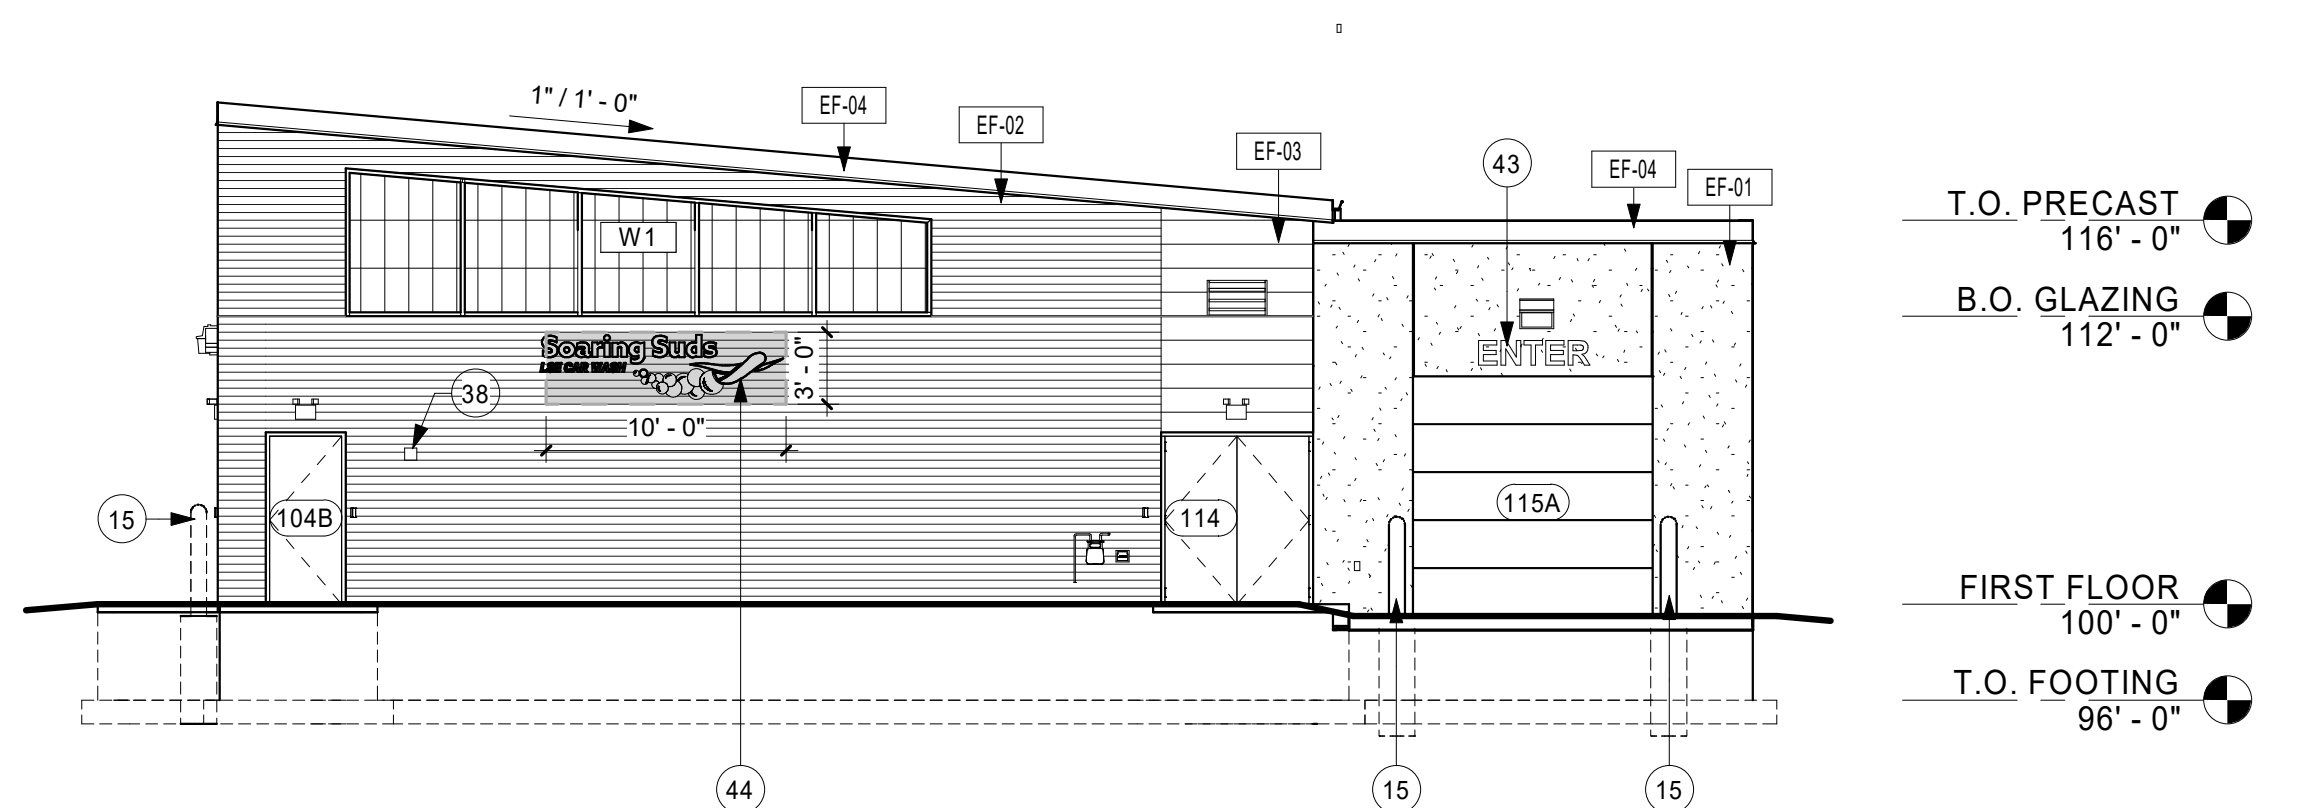 1" / 1' - 0"
EF-04
EF-02
EF-03
43
EF-04
EF-01
W1
T.O. PRECAST
116' - 0"
B.O. GLAZING
112' - 0"
Soaring Suds
CAR WASH
3' - 0"
ENTER
38
10' - 0"
15
104B
114
115A
FIRST FLOOR
100' - 0"
T.O. FOOTING
96' - 0"
44
15
15